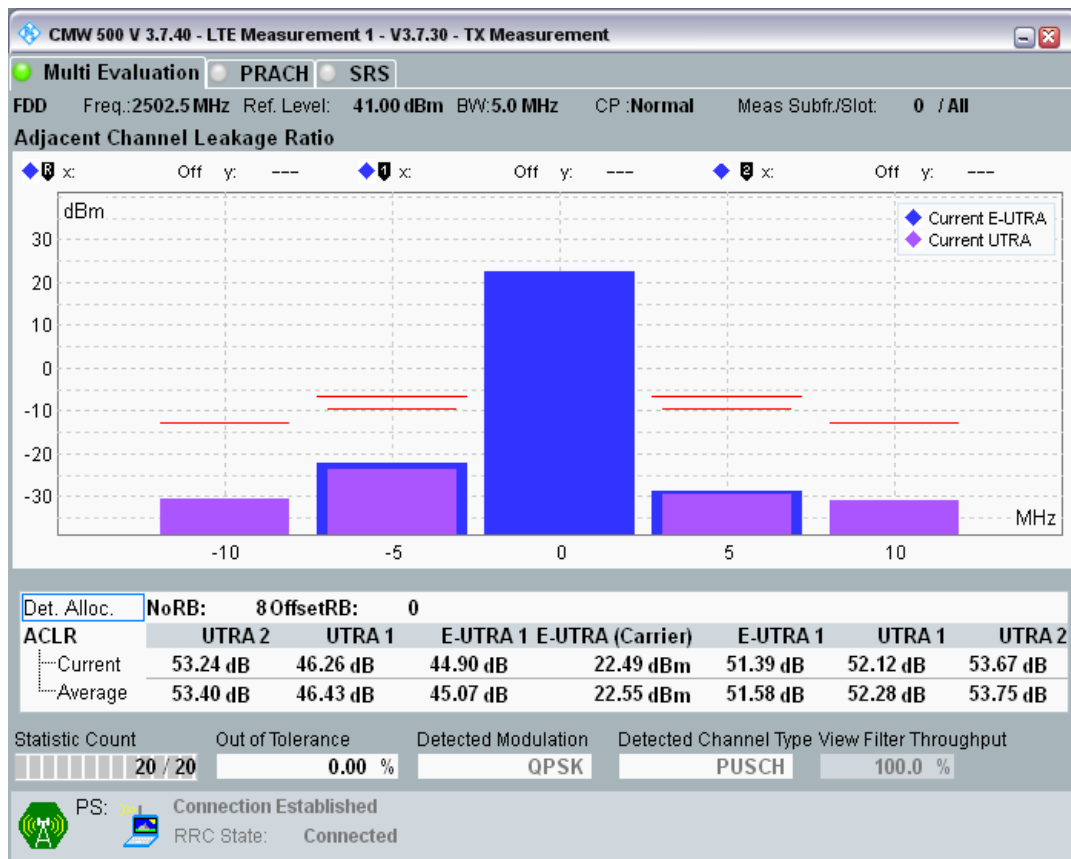 CMW 500 V 3.7.40 - LTE Measurement 1 - V3.7.30 - TX Measurement
Multi Evaluation PRACH SRS
FDD Freq.:2502.5 MHz Ref. Level: 41.00 dBm BW:5.0 MHz CP :Normal Meas Subfr./Slot: 0 / All
Adjacent Channel Leakage Ratio
R x: Off y: --- 1 x: Off y: --- 2 x: Off y: ---
dBm
Current E-UTRA
Current UTRA
30
20
10
0
-10
-20
-30
MHz
-10 -5 0 5 10
Det. Alloc. NoRB: 8 OffsetRB: 0
ACLR UTRA 2 UTRA 1 E-UTRA 1 E-UTRA (Carrier) E-UTRA 1 UTRA 1 UTRA 2
Current 53.24 dB 46.26 dB 44.90 dB 22.49 dBm 51.39 dB 52.12 dB 53.67 dB
Average 53.40 dB 46.43 dB 45.07 dB 22.55 dBm 51.58 dB 52.28 dB 53.75 dB
Statistic Count Out of Tolerance Detected Modulation Detected Channel Type View Filter Throughput
20 / 20 0.00 % QPSK PUSCH 100.0 %
PS: Connection Established
RRC State: Connected